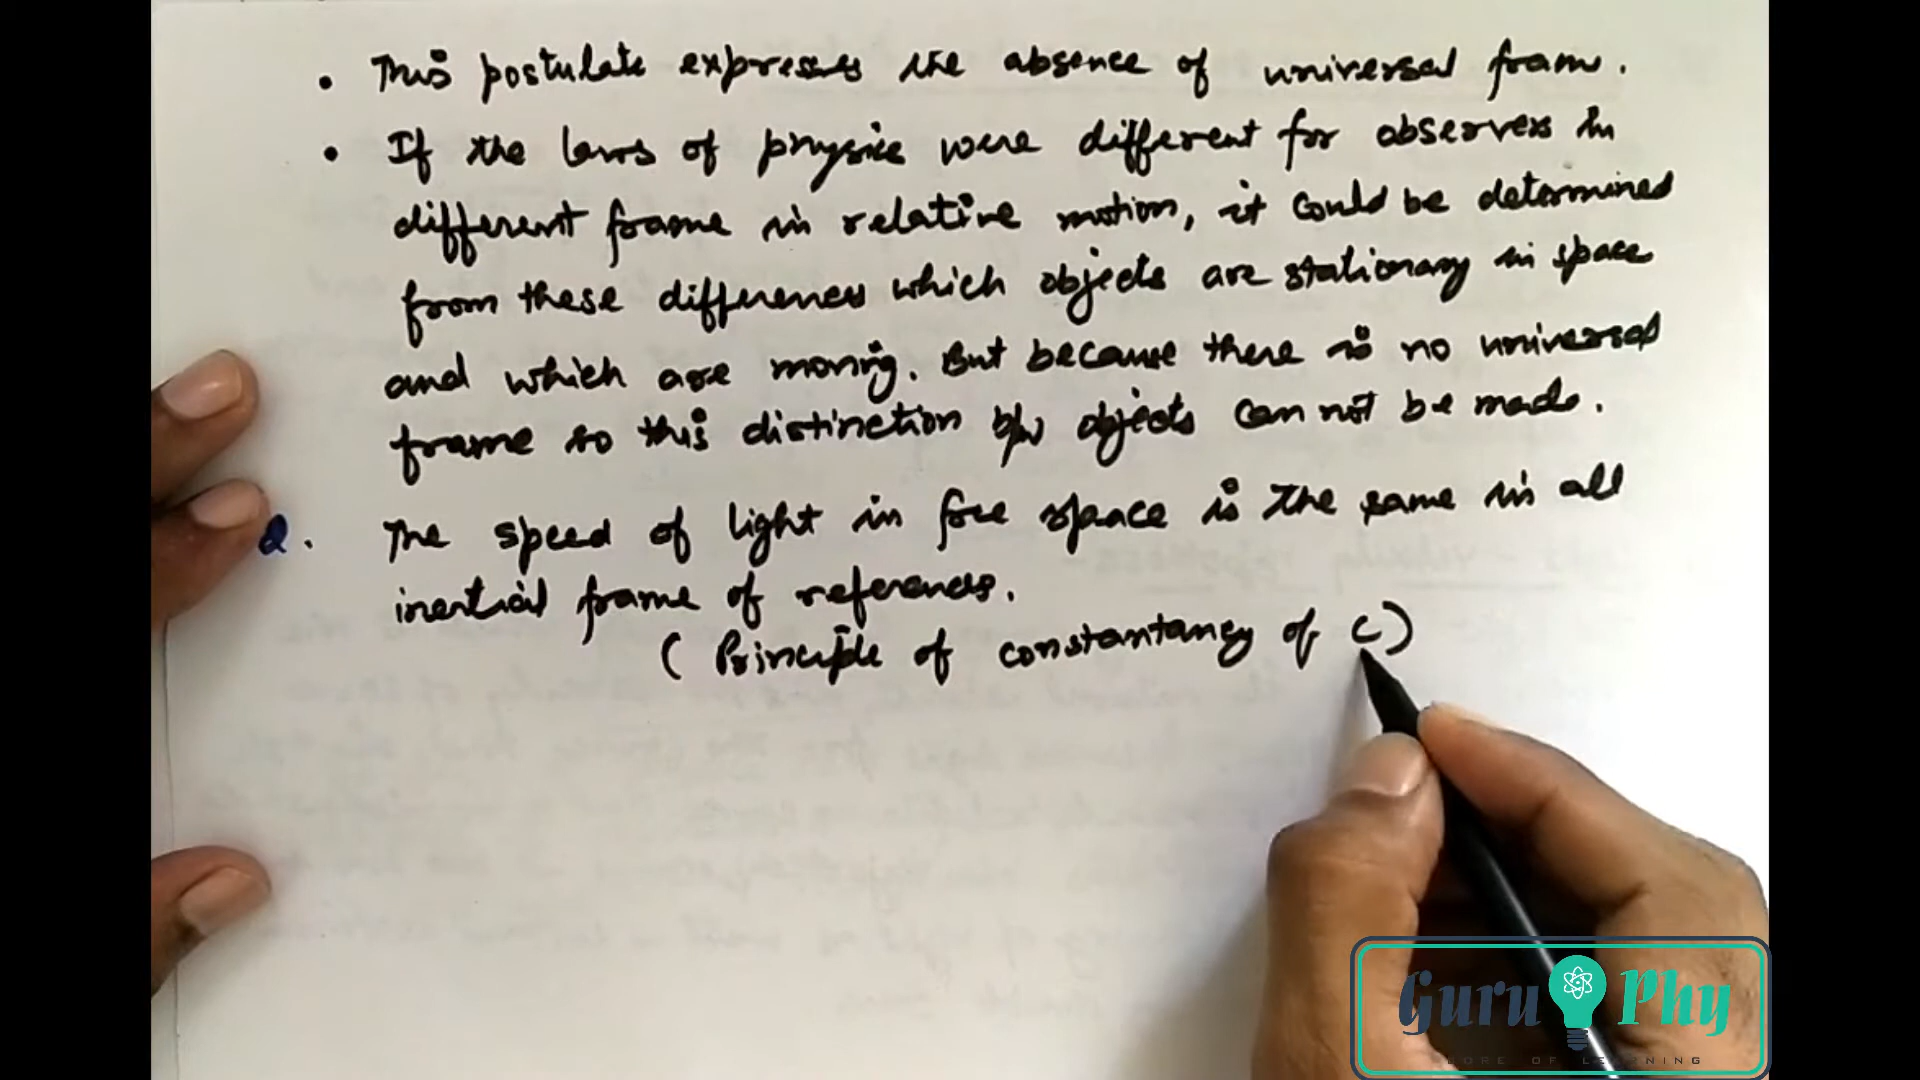 • This postulate expresses the absence of universal frame.
• If the laws of physics were different for observers in
different frame in relative motion, it could be determined
from these differences which objects are stationary in space
and which are moving. But because there is no universal
frame so this distinction b/w objects can not be made.
2. The speed of light in free space is the same in all
inertial frame of references.
(Principle of constantancy of c)
Guru Phy
OF LEARNING